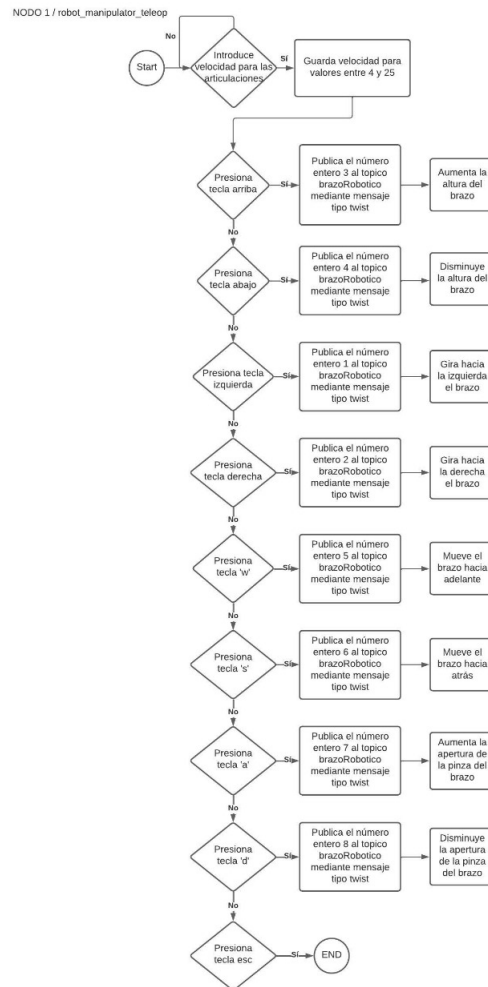 NODO 1 / robot_manipulator_teleop
No
Start
Introduce
velocidad para las
articulaciones
Sí
Guarda velocidad para
valores entre 4 y 25
Presiona
tecla arriba
Sí
Publica el número
entero 3 al topico
brazoRobotico
mediante mensaje
tipo twist
Aumenta la
altura del
brazo
No
Presiona
tecla abajo
Sí
Publica el número
entero 4 al topico
brazoRobotico
mediante mensaje
tipo twist
Disminuye
la altura del
brazo
No
Presiona tecla
izquierda
Sí
Publica el número
entero 1 al topico
brazoRobotico
mediante mensaje
tipo twist
Gira hacia
la izquierda
el brazo
No
Presiona
tecla derecha
Sí
Publica el número
entero 2 al topico
brazoRobotico
mediante mensaje
tipo twist
Gira hacia
la derecha
el brazo
No
Presiona
tecla 'w'
Sí
Publica el número
entero 5 al topico
brazoRobotico
mediante mensaje
tipo twist
Mueve el
brazo hacia
adelante
No
Presiona
tecla 's'
Sí
Publica el número
entero 6 al topico
brazoRobotico
mediante mensaje
tipo twist
Mueve el
brazo hacia
atrás
No
Presiona
tecla 'a'
Sí
Publica el número
entero 7 al topico
brazoRobotico
mediante mensaje
tipo twist
Aumenta la
apertura de
la pinza del
brazo
No
Presiona
tecla 'd'
Sí
Publica el número
entero 8 al topico
brazoRobotico
mediante mensaje
tipo twist
Disminuye
la apertura
de la pinza
del brazo
No
Presiona
tecla esc
Sí
END